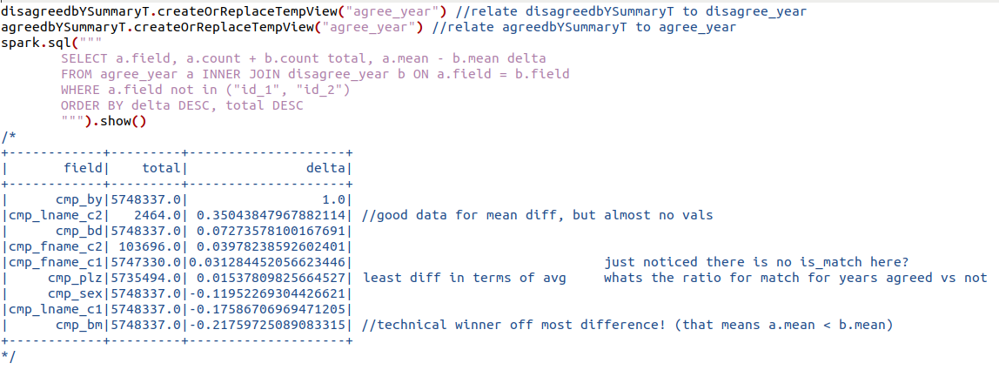 disagreedbYSummaryT.createOrReplaceTempView("agree_year") //relate disagreedbYSummaryT to disagree_year
agreedbYSummaryT.createOrReplaceTempView("agree_year") //relate agreedbYSummaryT to agree_year
spark.sql("""
        SELECT a.field, a.count + b.count total, a.mean - b.mean delta
        FROM agree_year a INNER JOIN disagree_year b ON a.field = b.field
        WHERE a.field not in ("id_1", "id_2")
        ORDER BY delta DESC, total DESC
        """).show()
/*
+------------+---------+--------------------+
|       field|    total|               delta|
+------------+---------+--------------------+
|      cmp_by|5748337.0|                 1.0|
|cmp_lname_c2|   2464.0| 0.35043847967882114| //good data for mean diff, but almost no vals
|      cmp_bd|5748337.0| 0.07273578100167691|
|cmp_fname_c2| 103696.0| 0.03978238592602401|
|cmp_fname_c1|5747330.0|0.031284452056623446|                                 just noticed there is no is_match here?
|     cmp_plz|5735494.0| 0.01537809825664527| least diff in terms of avg     whats the ratio for match for years agreed vs not
|     cmp_sex|5748337.0|-0.11952269304426621|
|cmp_lname_c1|5748337.0|-0.17586706969471205|
|      cmp_bm|5748337.0|-0.21759725089083315| //technical winner off most difference! (that means a.mean < b.mean)
+------------+---------+--------------------+
*/